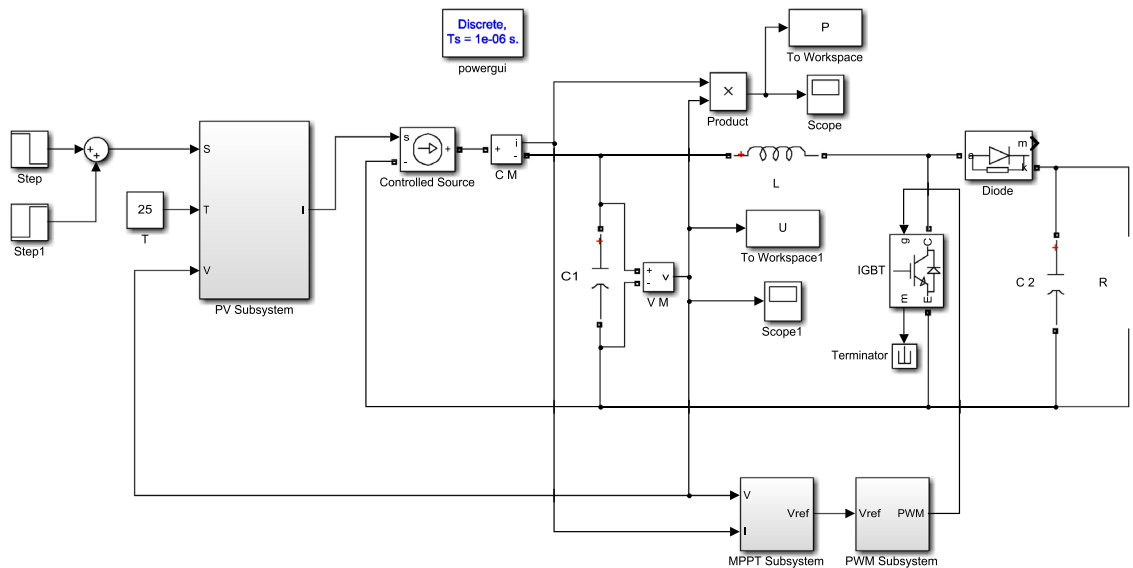 Discrete,
Ts = 1e-06 s.
powergui
P
To Workspace
×
Product
Scope
Step
Step1
25
T
S
T
V
I
PV Subsystem
s
-
+
Controlled Source
+
i
-
C M
L
a
m
k
Diode
U
To Workspace1
Scope1
C1
+
-
v
V M
IGBT
g
C
m
E
Terminator
C 2
R
V
I
Vref
MPPT Subsystem
Vref
PWM
PWM Subsystem